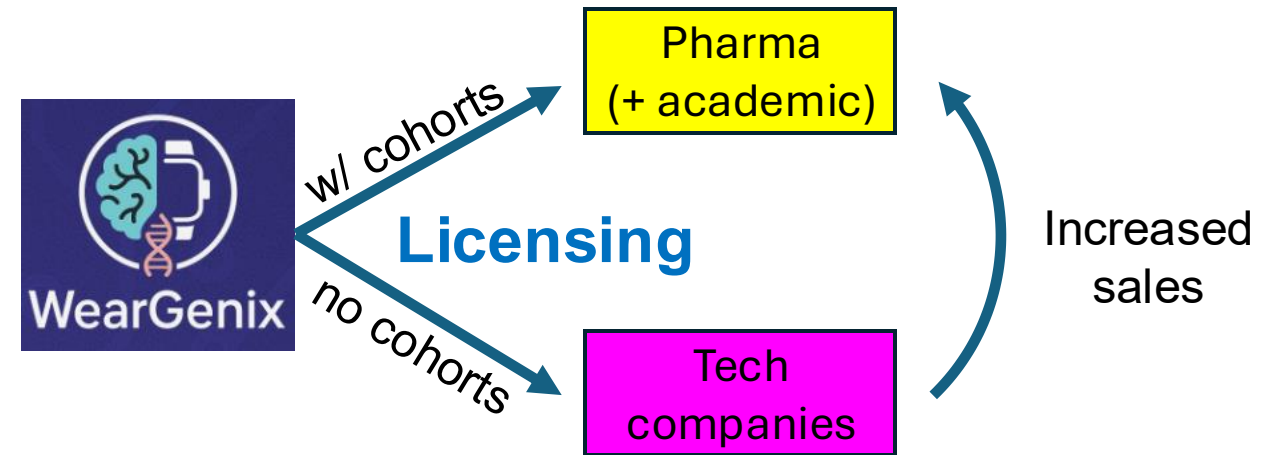 Pharma
(+ academic)
w/ cohorts
Licensing
WearGenix
no cohorts
Increased
sales
Tech
companies